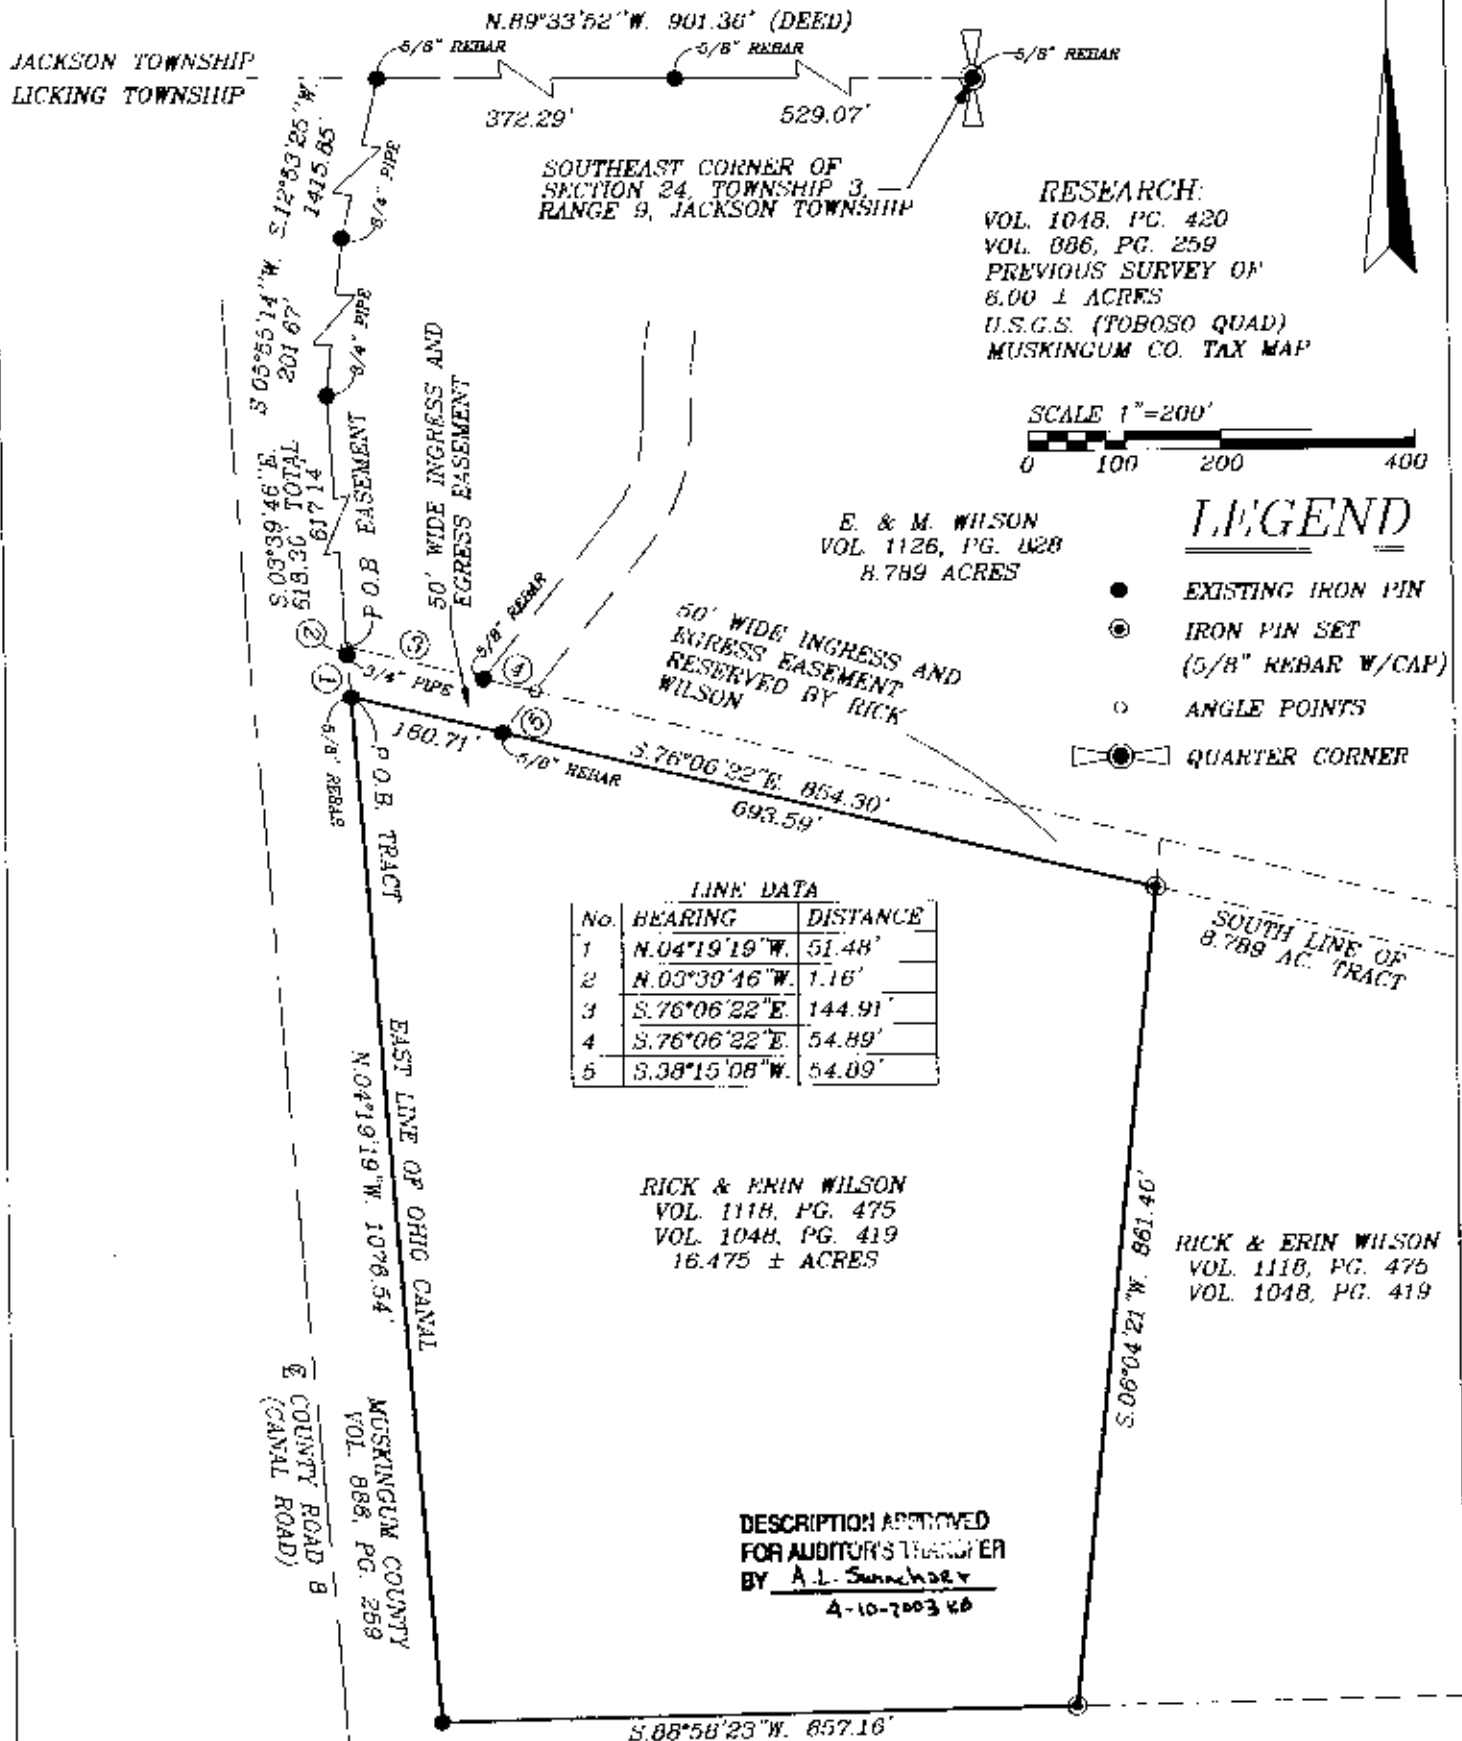 N.89°33'52"W. 901.36' (DEED)
JACKSON TOWNSHIP
LICKING TOWNSHIP
5/8" REBAR
5/8" REBAR
5/8" REBAR
372.29'
529.07'
SOUTHEAST CORNER OF
SECTION 24, TOWNSHIP 3,
RANGE 9, JACKSON TOWNSHIP
S.12°53'25"W.
1415.85'
3/4" PIPE
S 05°55'14"W.
201.67'
3/4" PIPE
S.03°39'46"E.
618.30' TOTAL
617.14
P.O.B. EASEMENT
50' WIDE INGRESS AND
EGRESS EASEMENT
RESEARCH:
VOL. 1048, PG. 420
VOL. 886, PG. 259
PREVIOUS SURVEY OF
6.00 ± ACRES
U.S.G.S. (TOBOSO QUAD)
MUSKINGUM CO. TAX MAP
SCALE 1"=200'
0 100 200 400
LEGEND
EXISTING IRON PIN
IRON PIN SET
(5/8" REBAR W/CAP)
ANGLE POINTS
QUARTER CORNER
E. & M. WILSON
VOL. 1126, PG. 828
8.789 ACRES
50' WIDE INGRESS AND
EGRESS EASEMENT
RESERVED BY RICK
WILSON
2
3
5/8" REBAR
4
1
3/4" PIPE
5
160.71'
5/8" REBAR
5/8" REBAR
P.O.B. TRACT
S.76°06'22"E. 854.30'
693.59'
SOUTH LINE OF
8.789 AC. TRACT
LINE DATA
No. BEARING DISTANCE
1 N.04°19'19"W. 51.48'
2 N.03°39'46"W. 1.16'
3 S.76°06'22"E. 144.91'
4 S.76°06'22"E. 54.89'
5 S.38°15'08"W. 54.89'
EAST LINE OF OHIO CANAL
N.04°19'19"W. 1076.54'
RICK & ERIN WILSON
VOL. 1118, PG. 475
VOL. 1048, PG. 419
16.475 ± ACRES
S.06°04'21"W. 861.40'
RICK & ERIN WILSON
VOL. 1118, PG. 475
VOL. 1048, PG. 419
℄ COUNTY ROAD 8
(CANAL ROAD)
MUSKINGUM COUNTY
VOL. 886, PG. 259
DESCRIPTION APPROVED
FOR AUDITOR'S TRANSFER
BY A.L.
4-10-2003
S.88°58'23"W. 657.16'